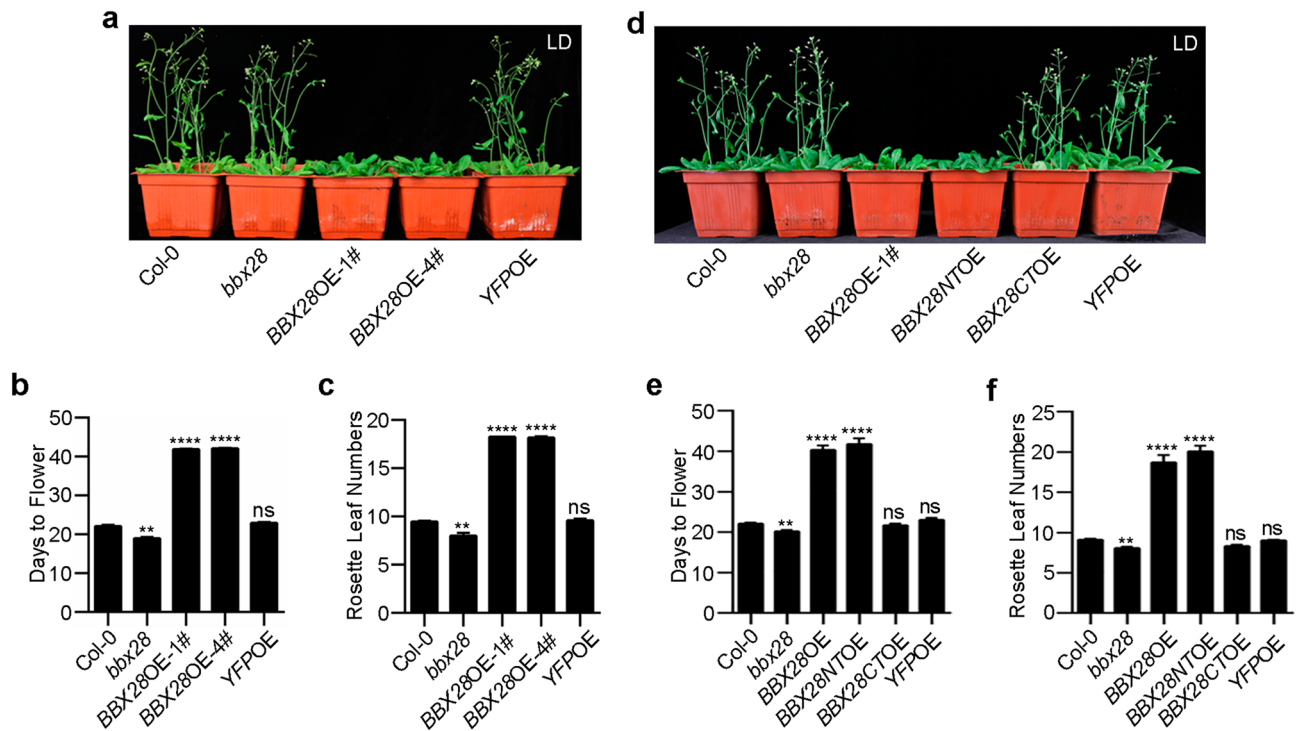 a
LD
Col-0
bbx28
BBX28OE-1#
BBX28OE-4#
YFPOE
d
LD
Col-0
bbx28
BBX28OE-1#
BBX28NTOE
BBX28CTOE
YFPOE
b
Days to Flower
50
40
30
20
10
0
**
****
****
ns
Col-0
bbx28
BBX28OE-1#
BBX28OE-4#
YFPOE
c
Rosette Leaf Numbers
20
15
10
5
0
**
****
****
ns
Col-0
bbx28
BBX28OE-1#
BBX28OE-4#
YFPOE
e
Days to Flower
50
40
30
20
10
0
**
****
****
ns
ns
Col-0
bbx28
BBX28OE
BBX28NTOE
BBX28CTOE
YFPOE
f
Rosette Leaf Numbers
25
20
15
10
5
0
**
****
****
ns
ns
Col-0
bbx28
BBX28OE
BBX28NTOE
BBX28CTOE
YFPOE